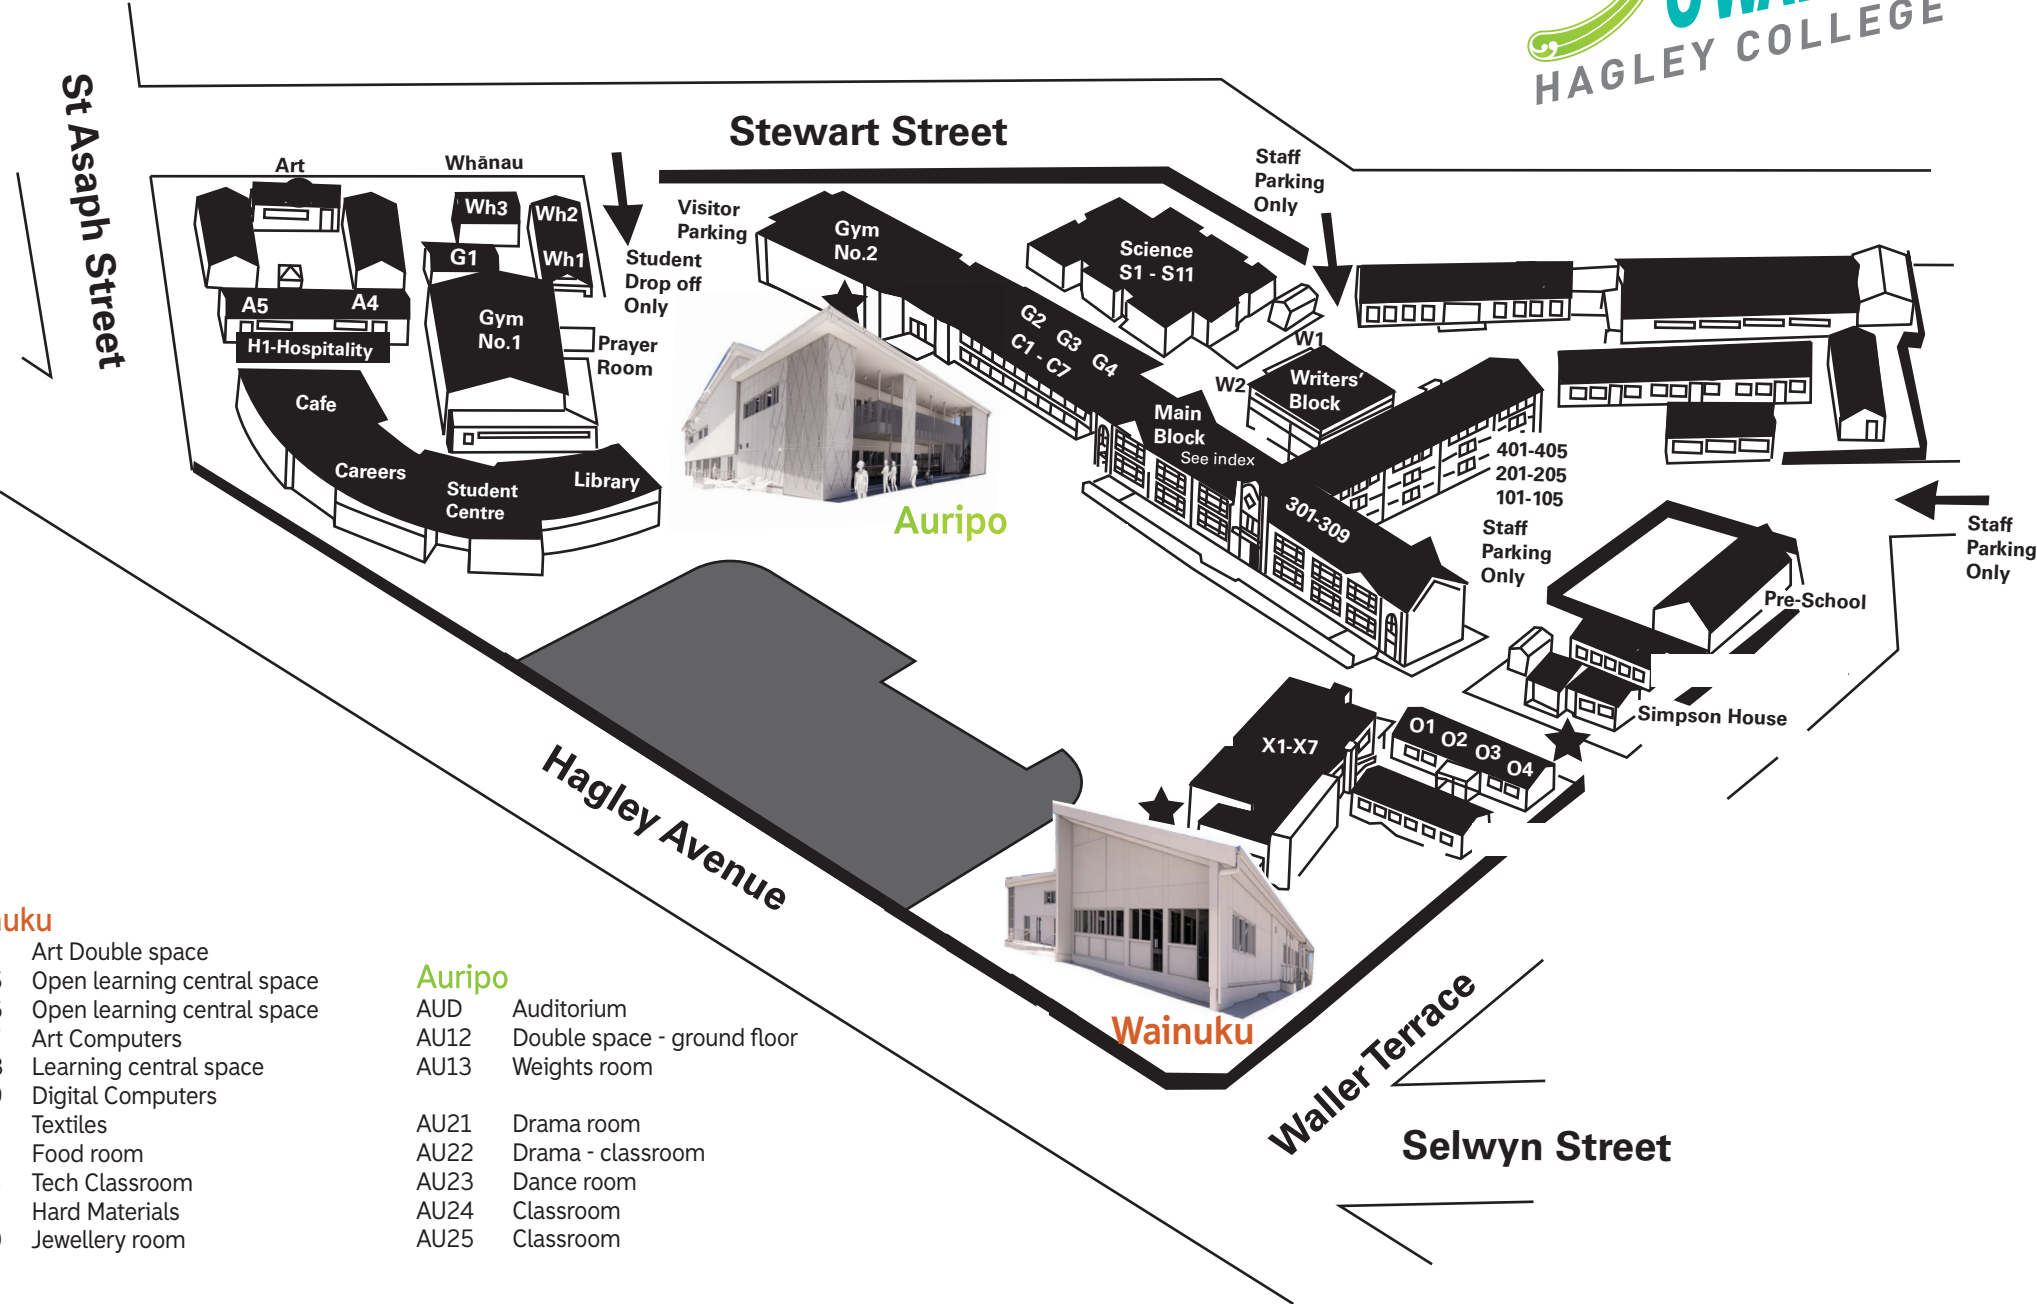 HAGLEY COLLEGE
St Asaph Street
Stewart Street
Art
Whānau
Wh3
Wh2
G1
Wh1
A5
A4
H1-Hospitality
Gym
No.1
Prayer
Room
Student
Drop off
Only
Visitor
Parking
Cafe
Careers
Student
Centre
Library
Gym
No.2
Science
S1 - S11
Staff
Parking
Only
G2 G3 G4
C1 - C7
W1
W2
Writers'
Block
Main
Block
See index
301-309
401-405
201-205
101-105
Staff
Parking
Only
Staff
Parking
Only
Pre-School
Simpson House
Auripo
X1-X7
O1 O2 O3 O4
Hagley Avenue
Wainuku
Waller Terrace
Selwyn Street
uku
Art Double space
Open learning central space
Open learning central space
Art Computers
Learning central space
Digital Computers
Textiles
Food room
Tech Classroom
Hard Materials
Jewellery room
Auripo
AUD Auditorium
AU12 Double space - ground floor
AU13 Weights room
AU21 Drama room
AU22 Drama - classroom
AU23 Dance room
AU24 Classroom
AU25 Classroom